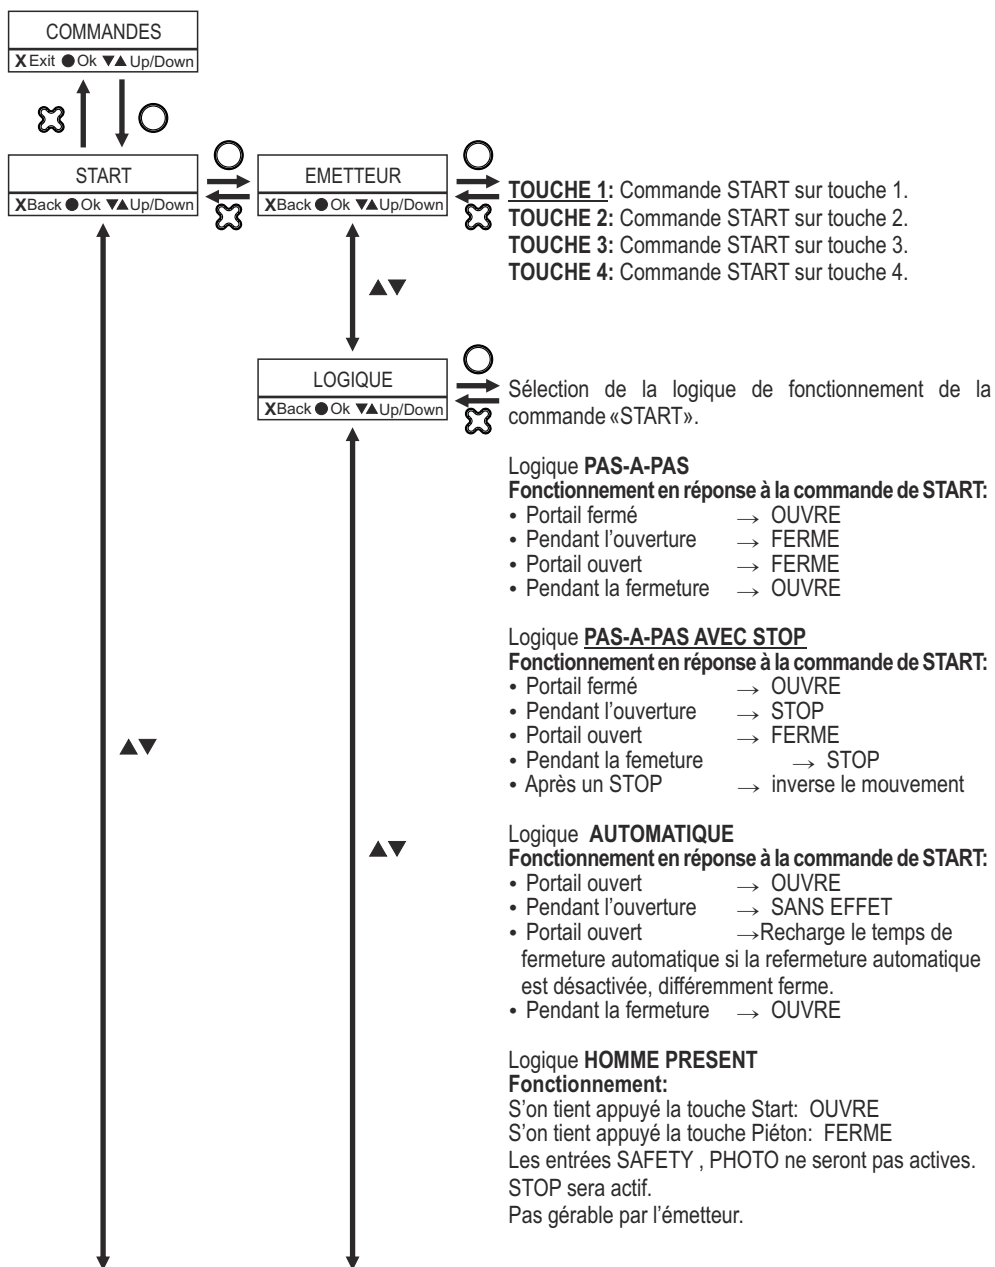 COMMANDES
X Exit ● Ok ▼▲ Up/Down
START
XBack ● Ok ▼▲Up/Down
EMETTEUR
XBack ● Ok ▼▲Up/Down
TOUCHE 1: Commande START sur touche 1.
TOUCHE 2: Commande START sur touche 2.
TOUCHE 3: Commande START sur touche 3.
TOUCHE 4: Commande START sur touche 4.
LOGIQUE
XBack ● Ok ▼▲Up/Down
Sélection de la logique de fonctionnement de la
commande «START».
Logique PAS-A-PAS
Fonctionnement en réponse à la commande de START:
• Portail fermé → OUVRE
• Pendant l'ouverture → FERME
• Portail ouvert → FERME
• Pendant la fermeture → OUVRE
Logique PAS-A-PAS AVEC STOP
Fonctionnement en réponse à la commande de START:
• Portail fermé → OUVRE
• Pendant l'ouverture → STOP
• Portail ouvert → FERME
• Pendant la femeture → STOP
• Après un STOP → inverse le mouvement
Logique AUTOMATIQUE
Fonctionnement en réponse à la commande de START:
• Portail ouvert → OUVRE
• Pendant l'ouverture → SANS EFFET
• Portail ouvert →Recharge le temps de
fermeture automatique si la refermeture automatique
est désactivée, différemment ferme.
• Pendant la fermeture → OUVRE
Logique HOMME PRESENT
Fonctionnement:
S'on tient appuyé la touche Start: OUVRE
S'on tient appuyé la touche Piéton: FERME
Les entrées SAFETY , PHOTO ne seront pas actives.
STOP sera actif.
Pas gérable par l'émetteur.